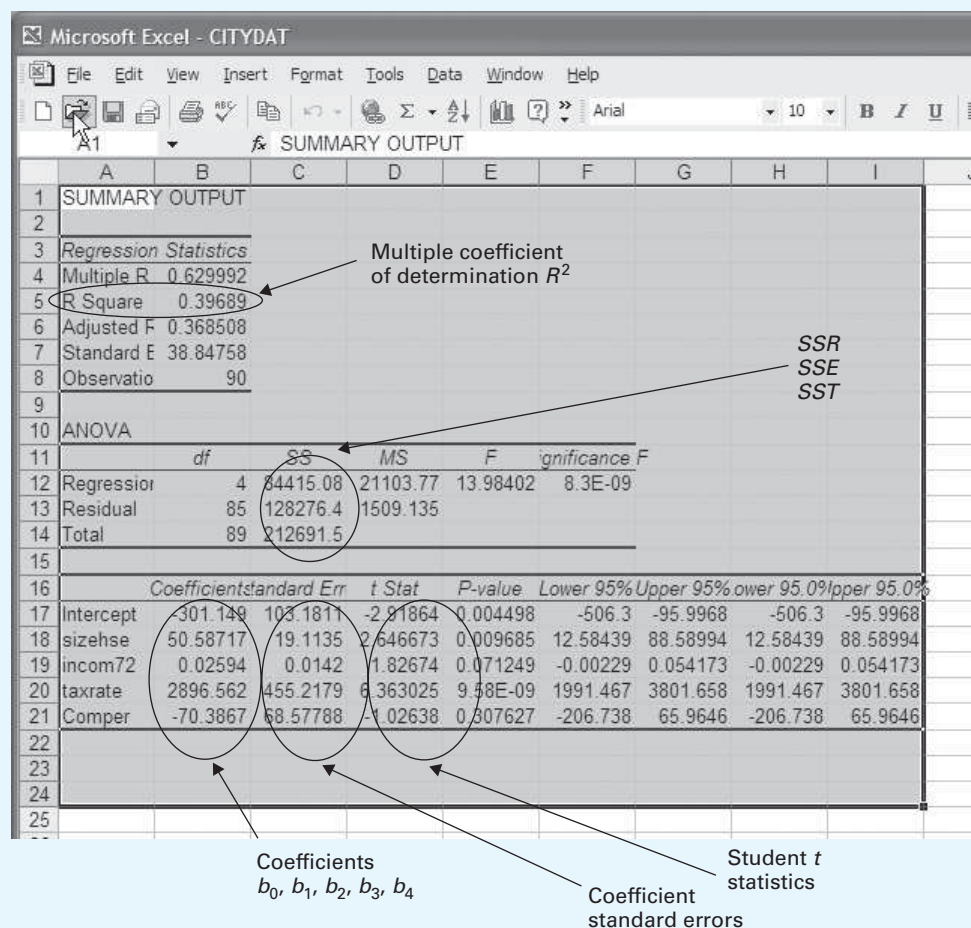 Microsoft Excel - CITYDAT
File Edit View Insert Format Tools Data Window Help
Arial 10 B I U
A1 fx SUMMARY OUTPUT
A B C D E F G H I
1 SUMMARY OUTPUT
2
3 Regression Statistics
4 Multiple R 0.629992
5 R Square 0.39689
6 Adjusted R 0.368508
7 Standard E 38.84758
8 Observatio 90
9
10 ANOVA
11 df SS MS F ignificance F
12 Regression 4 84415.08 21103.77 13.98402 8.3E-09
13 Residual 85 128276.4 1509.135
14 Total 89 212691.5
15
16 Coefficients tandard Err t Stat P-value Lower 95% Upper 95% ower 95.0% pper 95.0%
17 Intercept -301.149 103.1811 -2.91864 0.004498 -506.3 -95.9968 -506.3 -95.9968
18 sizehse 50.58717 19.1135 2.646673 0.009685 12.58439 88.58994 12.58439 88.58994
19 incom72 0.02594 0.0142 1.82674 0.071249 -0.00229 0.054173 -0.00229 0.054173
20 taxrate 2896.562 455.2179 6.363025 9.58E-09 1991.467 3801.658 1991.467 3801.658
21 Comper -70.3867 68.57788 -1.02638 0.307627 -206.738 65.9646 -206.738 65.9646
22
23
24
25
Multiple coefficient
of determination R²
SSR
SSE
SST
Coefficients
b₀, b₁, b₂, b₃, b₄
Coefficient
standard errors
Student t
statistics